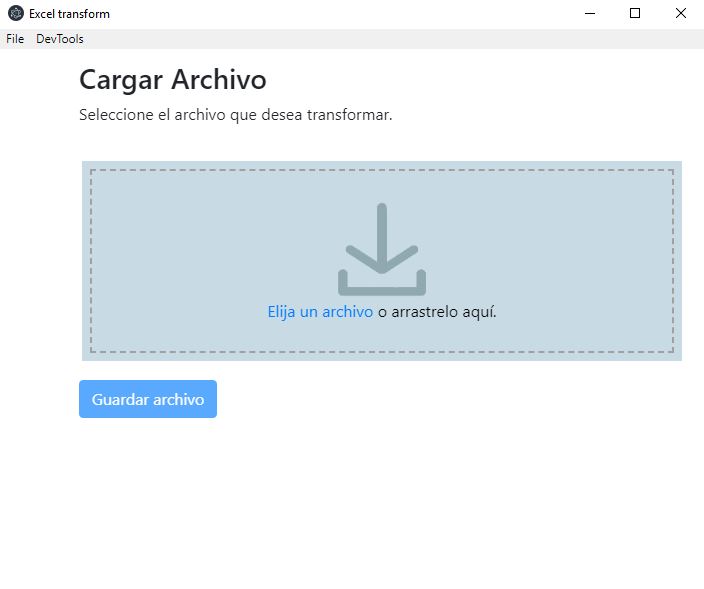 Excel transform
File DevTools
Cargar Archivo
Seleccione el archivo que desea transformar.
Elija un archivo o arrastrelo aquí.
Guardar archivo